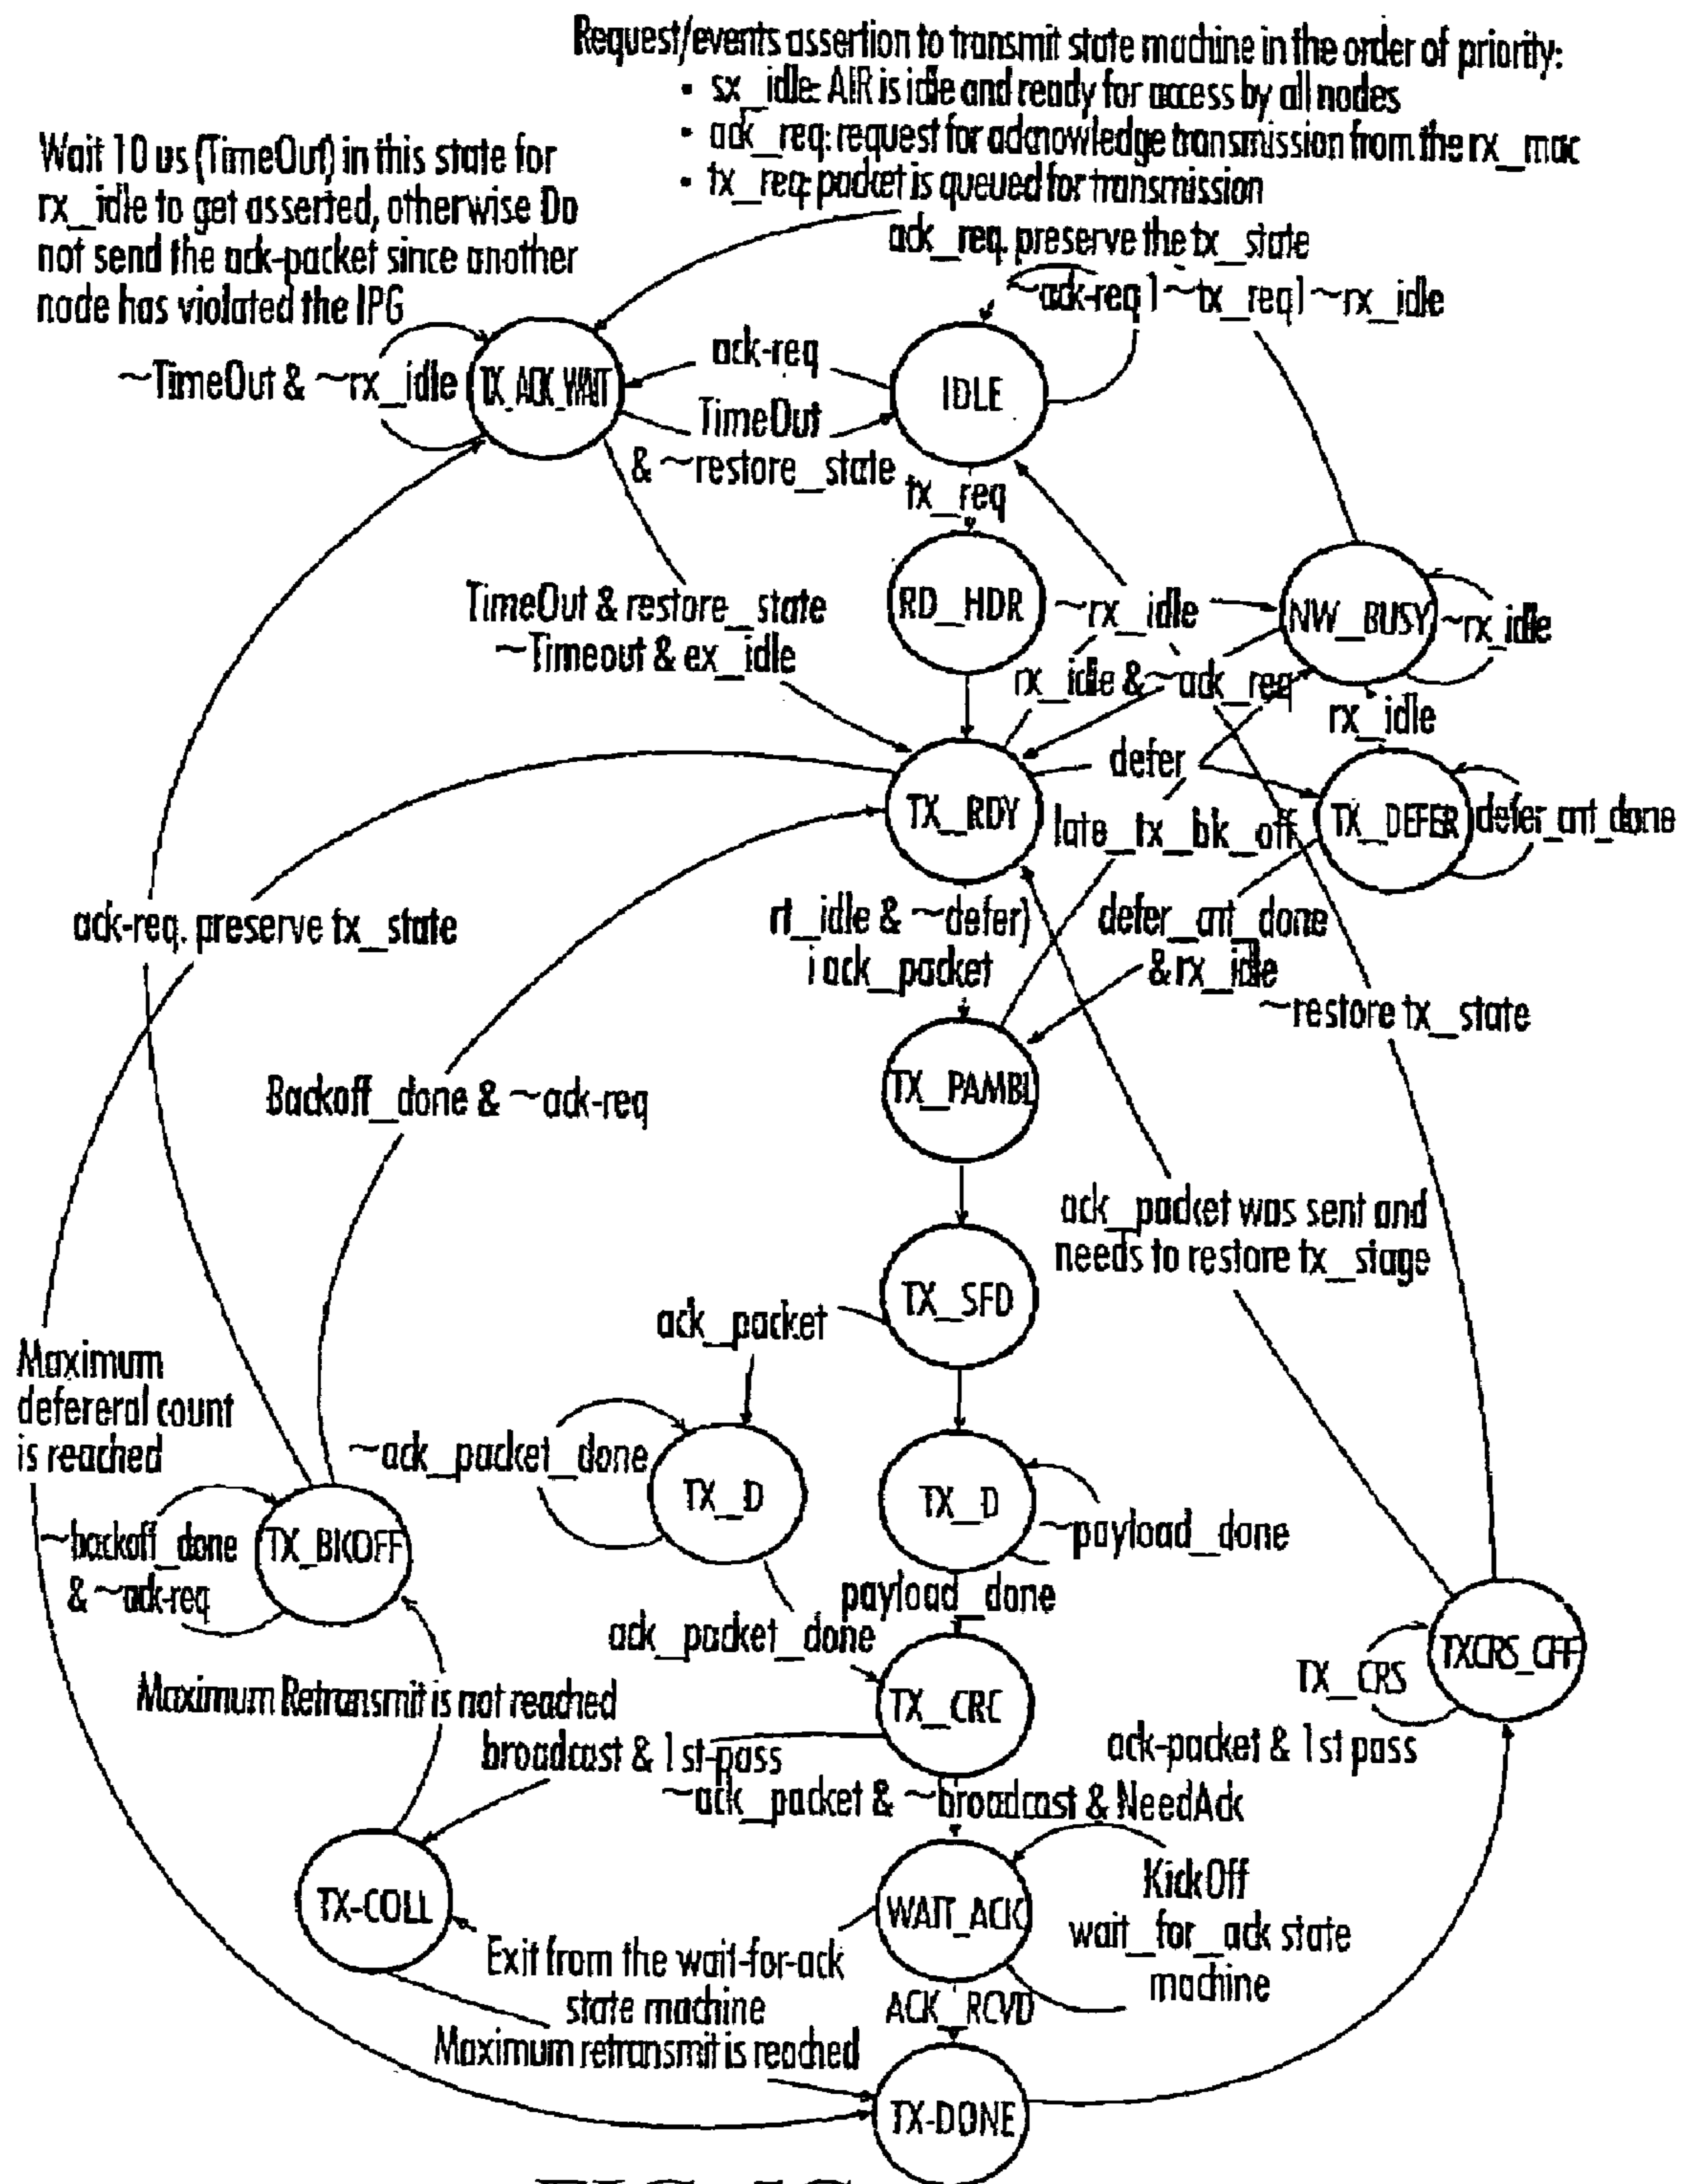 Request/events assertion to transmit state machine in the order of priority:
• sx_idle: AIR is idle and ready for access by all nodes
• ack_req: request for acknowledge transmission from the rx_mac
• tx_req: packet is queued for transmission
Wait 10 us (TimeOut) in this state for
rx_idle to get asserted, otherwise Do
not send the ack-packet since another
node has violated the IPG
ack_req. preserve the tx_state
~ack-req | ~tx_req | ~rx_idle
~TimeOut & ~rx_idle
TX_ACK_WAIT
ack-req
IDLE
TimeOut
& ~restore_state
tx_req
RD_HDR
~rx_idle
NW_BUSY
~rx_idle
TimeOut & restore_state
~Timeout & ex_idle
rx_idle & ~ack_req
rx_idle
defer
TX_RDY
late_tx_bk_off
TX_DEFER
defer_cnt_done
ack-req. preserve tx_state
rt_idle & ~defer)
i ack_packet
defer_cnt_done
& rx_idle
~restore tx_state
Backoff_done & ~ack-req
TX_PAMBL
ack_packet was sent and
needs to restore tx_stage
TX_SFD
ack_packet
Maximum
defereral count
is reached
~ack_packet_done
TX_D
TX_D
~payload_done
~backoff_done
& ~ack-req
TX_BKOFF
payload_done
ack_packet_done
TX_CRS
TXCRS_CFF
Maximum Retransmit is not reached
TX_CRC
broadcast & 1st-pass
ack-packet & 1st pass
~ack_packet & ~broadcast & NeedAck
TX-COLL
WAIT_ACK
KickOff
wait_for_ack state
machine
Exit from the wait-for-ack
state machine
ACK_RCVD
Maximum retransmit is reached
TX-DONE